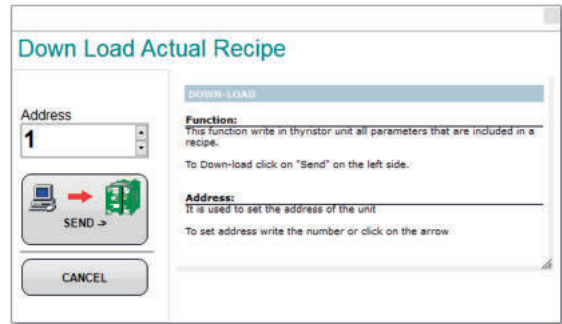 Down Load Actual Recipe
Address
1
SEND ->
CANCEL
DOWN-LOAD
Function:
This function write in thyristor unit all parameters that are included in a
recipe.
To Down-load click on "Send" on the left side.
Address:
It is used to set the address of the unit
To set address write the number or click on the arrow